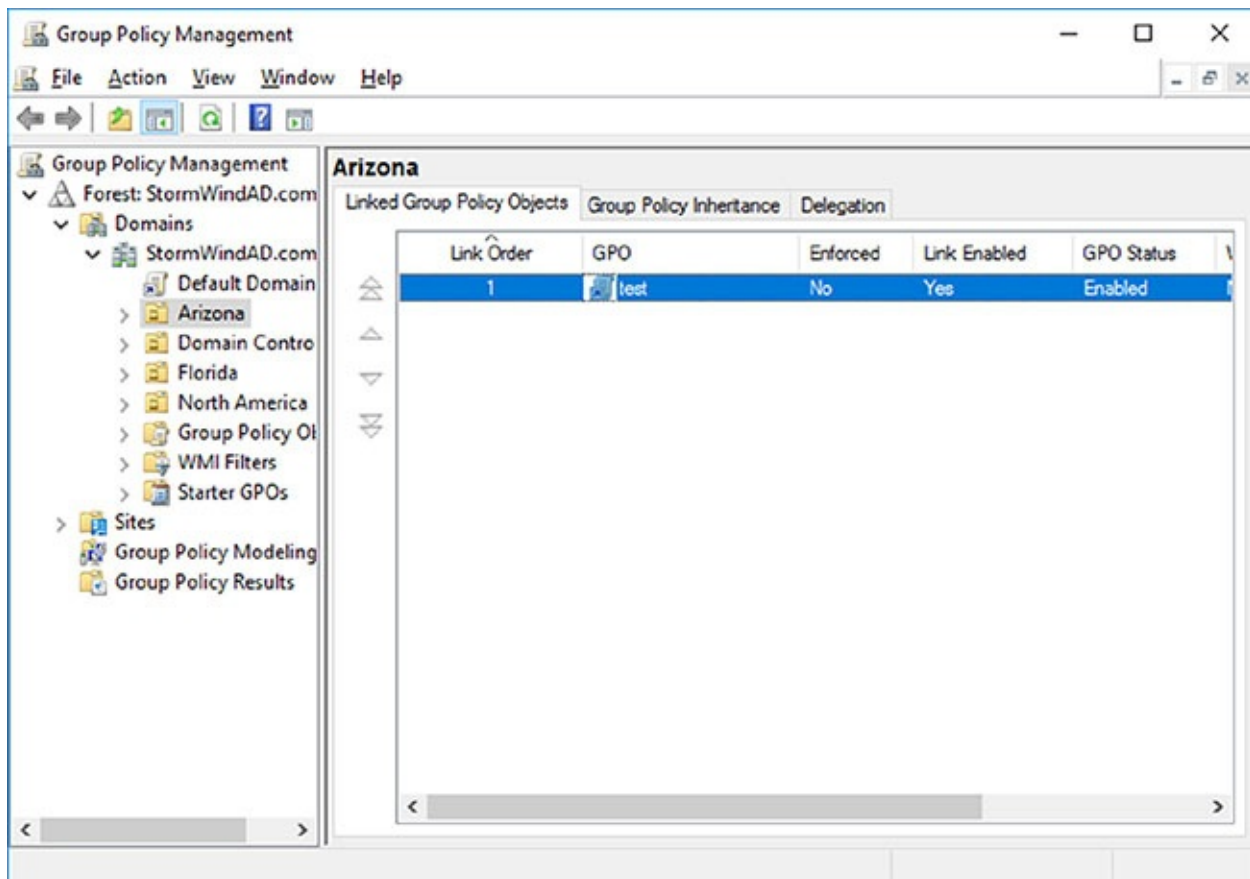 Group Policy Management
File Action View Window Help
Group Policy Management
Forest: StormWindAD.com
Domains
StormWindAD.com
Default Domain
Arizona
Domain Contro
Florida
North America
Group Policy Ob
WMI Filters
Starter GPOs
Sites
Group Policy Modeling
Group Policy Results
Arizona
Linked Group Policy Objects Group Policy Inheritance Delegation
Link Order GPO Enforced Link Enabled GPO Status
1 test No Yes Enabled